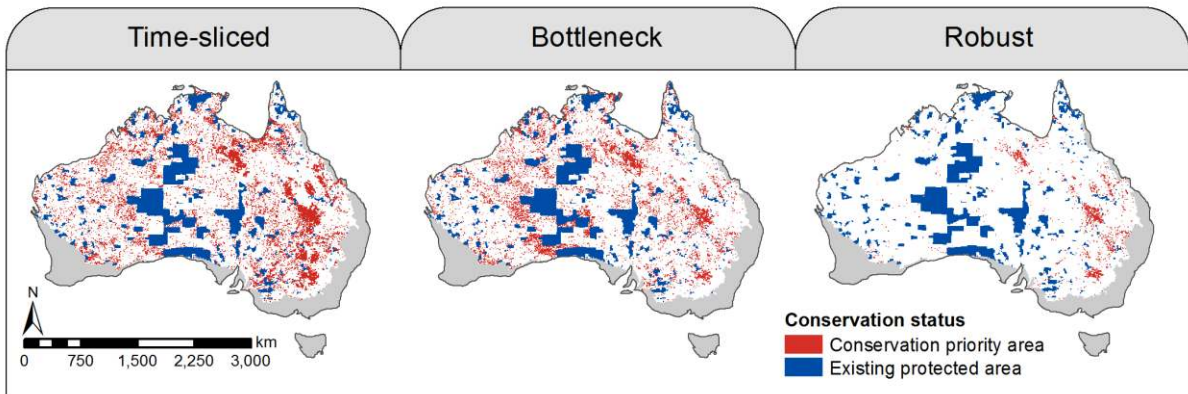 Time-sliced
Bottleneck
Robust
N
km
0 750 1,500 2,250 3,000
Conservation status
Conservation priority area
Existing protected area